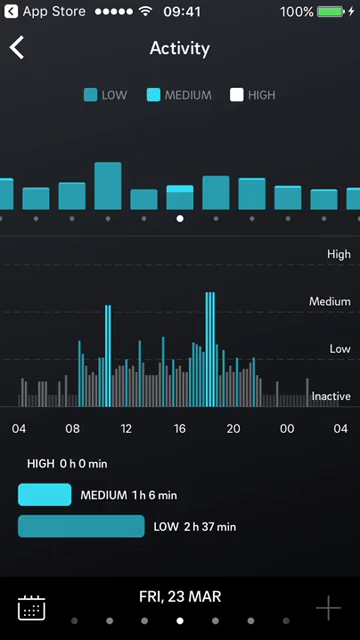 App Store 09:41 100%
Activity
LOW MEDIUM HIGH
High
Medium
Low
Inactive
04 08 12 16 20 00 04
HIGH 0 h 0 min
MEDIUM 1 h 6 min
LOW 2 h 37 min
FRI, 23 MAR